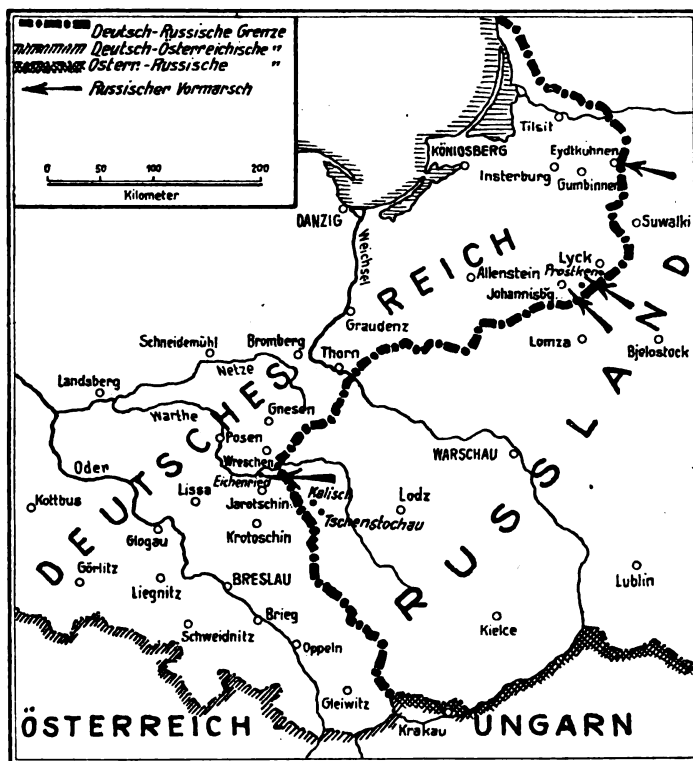 Deutsch-Russische Grenze
Deutsch-Österreichische "
Österr.-Russische "
Russischer Vormarsch
0 50 100 200
Kilometer
Tilsit
KÖNIGSBERG
Eydtkuhnen
Insterburg
Gumbinnen
DANZIG
Suwalki
Weichsel
REICH
Lyck
Allenstein
Prostken
Johannisbg.
Graudenz
Lomza
Bjelostock
Schneidemühl
Bromberg
Thorn
Netze
Landsberg
Warthe
Gnesen
DEUTSCHES
Posen
RUSSLAND
Oder
Wreschen
WARSCHAU
Eichenried
Lissa
Kalisch
Kottbus
Jarotschin
Lodz
Tschenstochau
Krotoschin
Glogau
Görlitz
Liegnitz
BRESLAU
Lublin
Brieg
Kielce
Schweidnitz
Oppeln
Gleiwitz
ÖSTERREICH UNGARN
Krakau